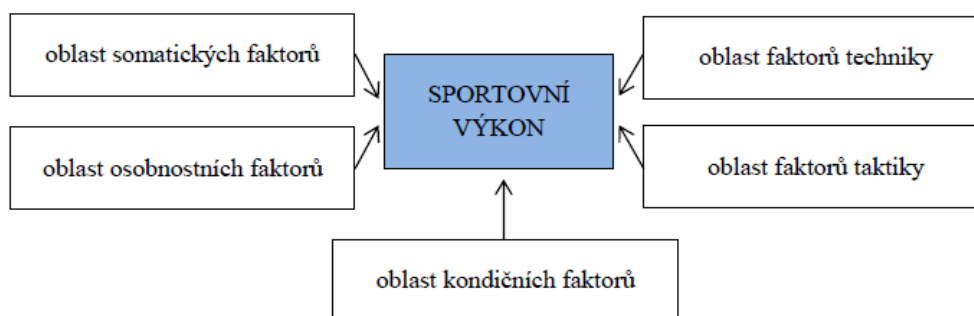 oblast somatických faktorů
oblast osobnostních faktorů
SPORTOVNÍ
VÝKON
oblast faktorů techniky
oblast faktorů taktiky
oblast kondičních faktorů